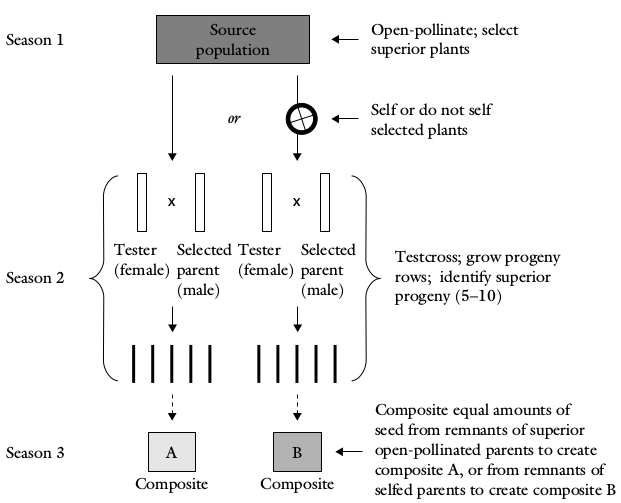 Season 1
Source
population
Open-pollinate; select
superior plants
or
Self or do not self
selected plants
x
x
Tester
(female)
Selected
parent
(male)
Tester
(female)
Selected
parent
(male)
Season 2
Testcross; grow progeny
rows; identify superior
progeny (5–10)
Season 3
A
Composite
B
Composite
Composite equal amounts of
seed from remnants of superior
open-pollinated parents to create
composite A, or from remnants of
selfed parents to create composite B